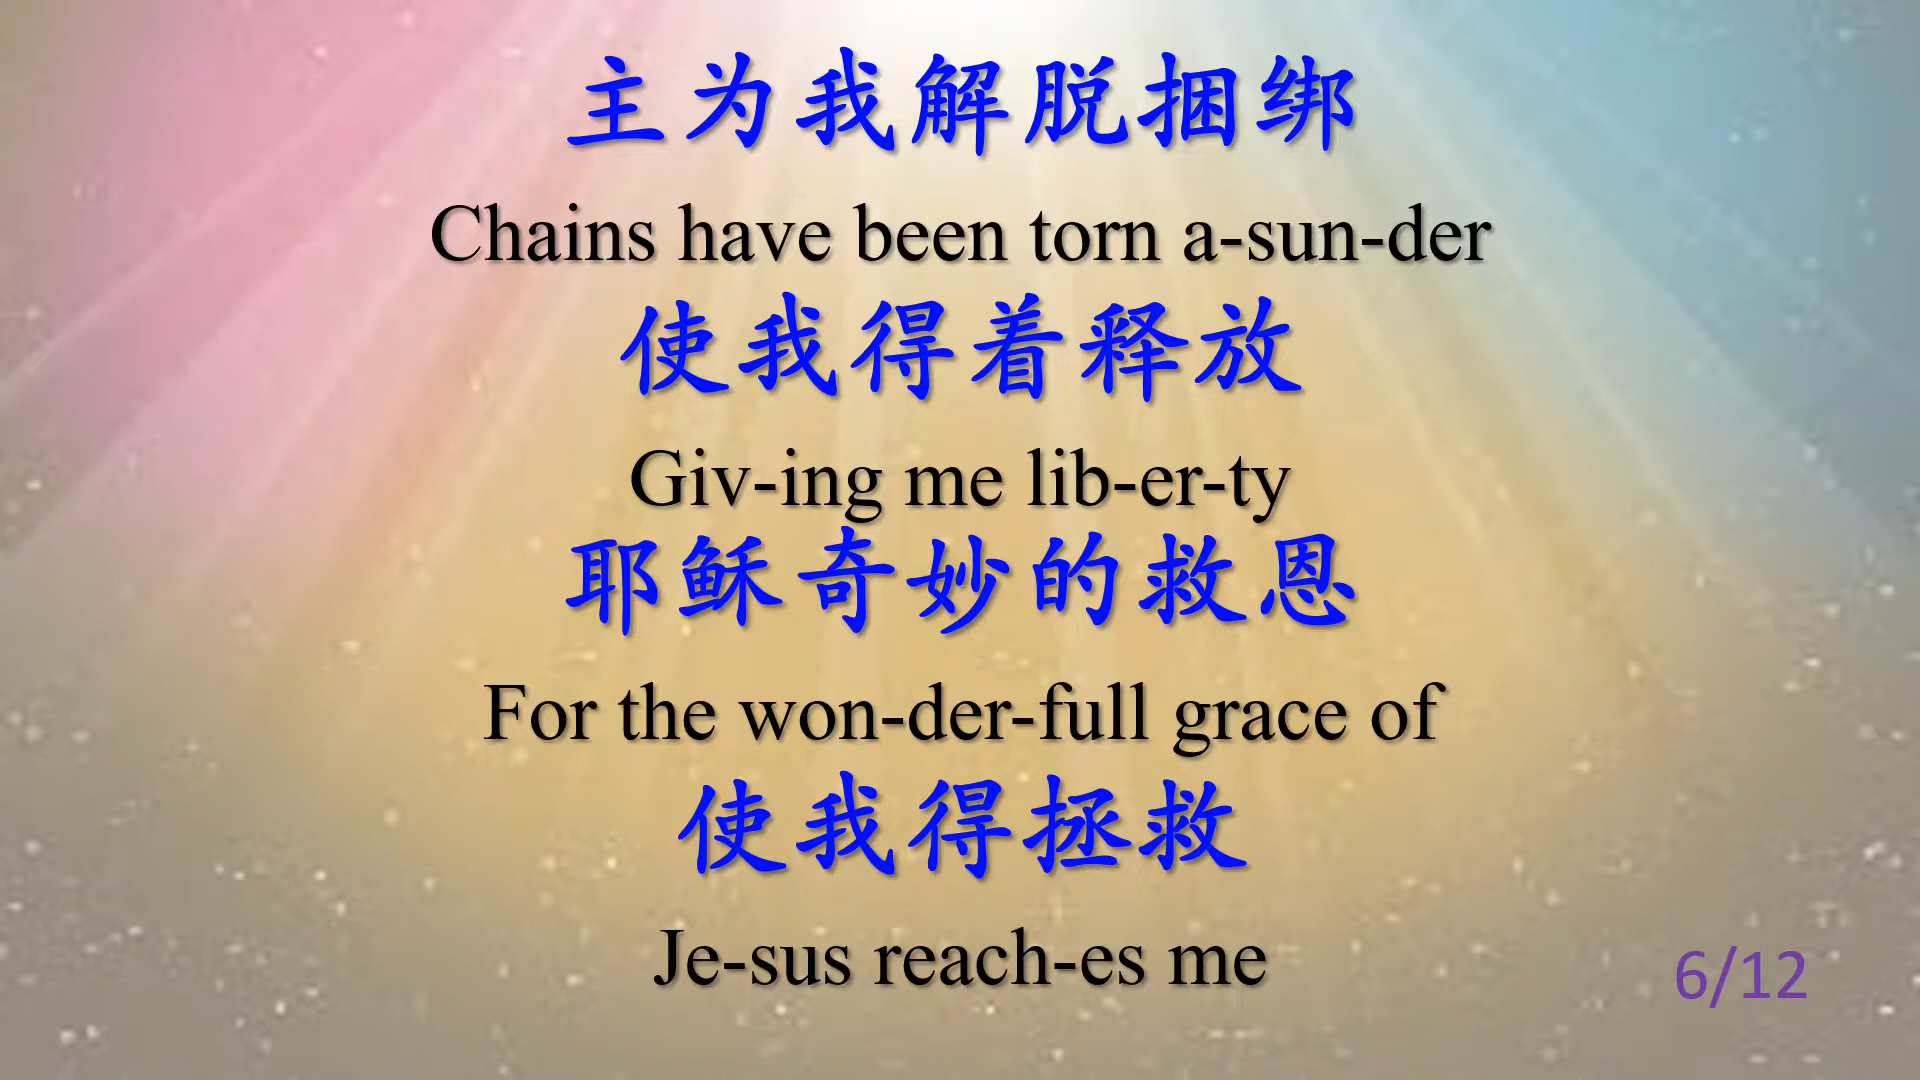 主为我解脱捆绑
Chains have been torn a-sun-der
使我得着释放
Giv-ing me lib-er-ty
耶稣奇妙的救恩
For the won-der-full grace of
使我得拯救
Je-sus reach-es me
6/12